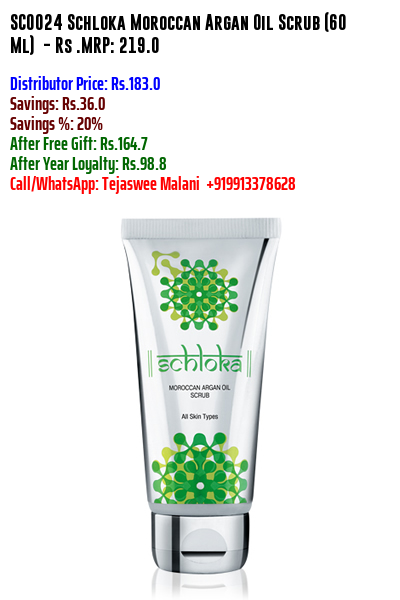 SC0024 Schloka Moroccan Argan Oil Scrub (60
Ml) - Rs .MRP: 219.0
Distributor Price: Rs.183.0
Savings: Rs.36.0
Savings %: 20%
After Free Gift: Rs.164.7
After Year Loyalty: Rs.98.8
Call/WhatsApp: Tejaswee Malani +919913378628
schloka
MOROCCAN ARGAN OIL
SCRUB
All Skin Types